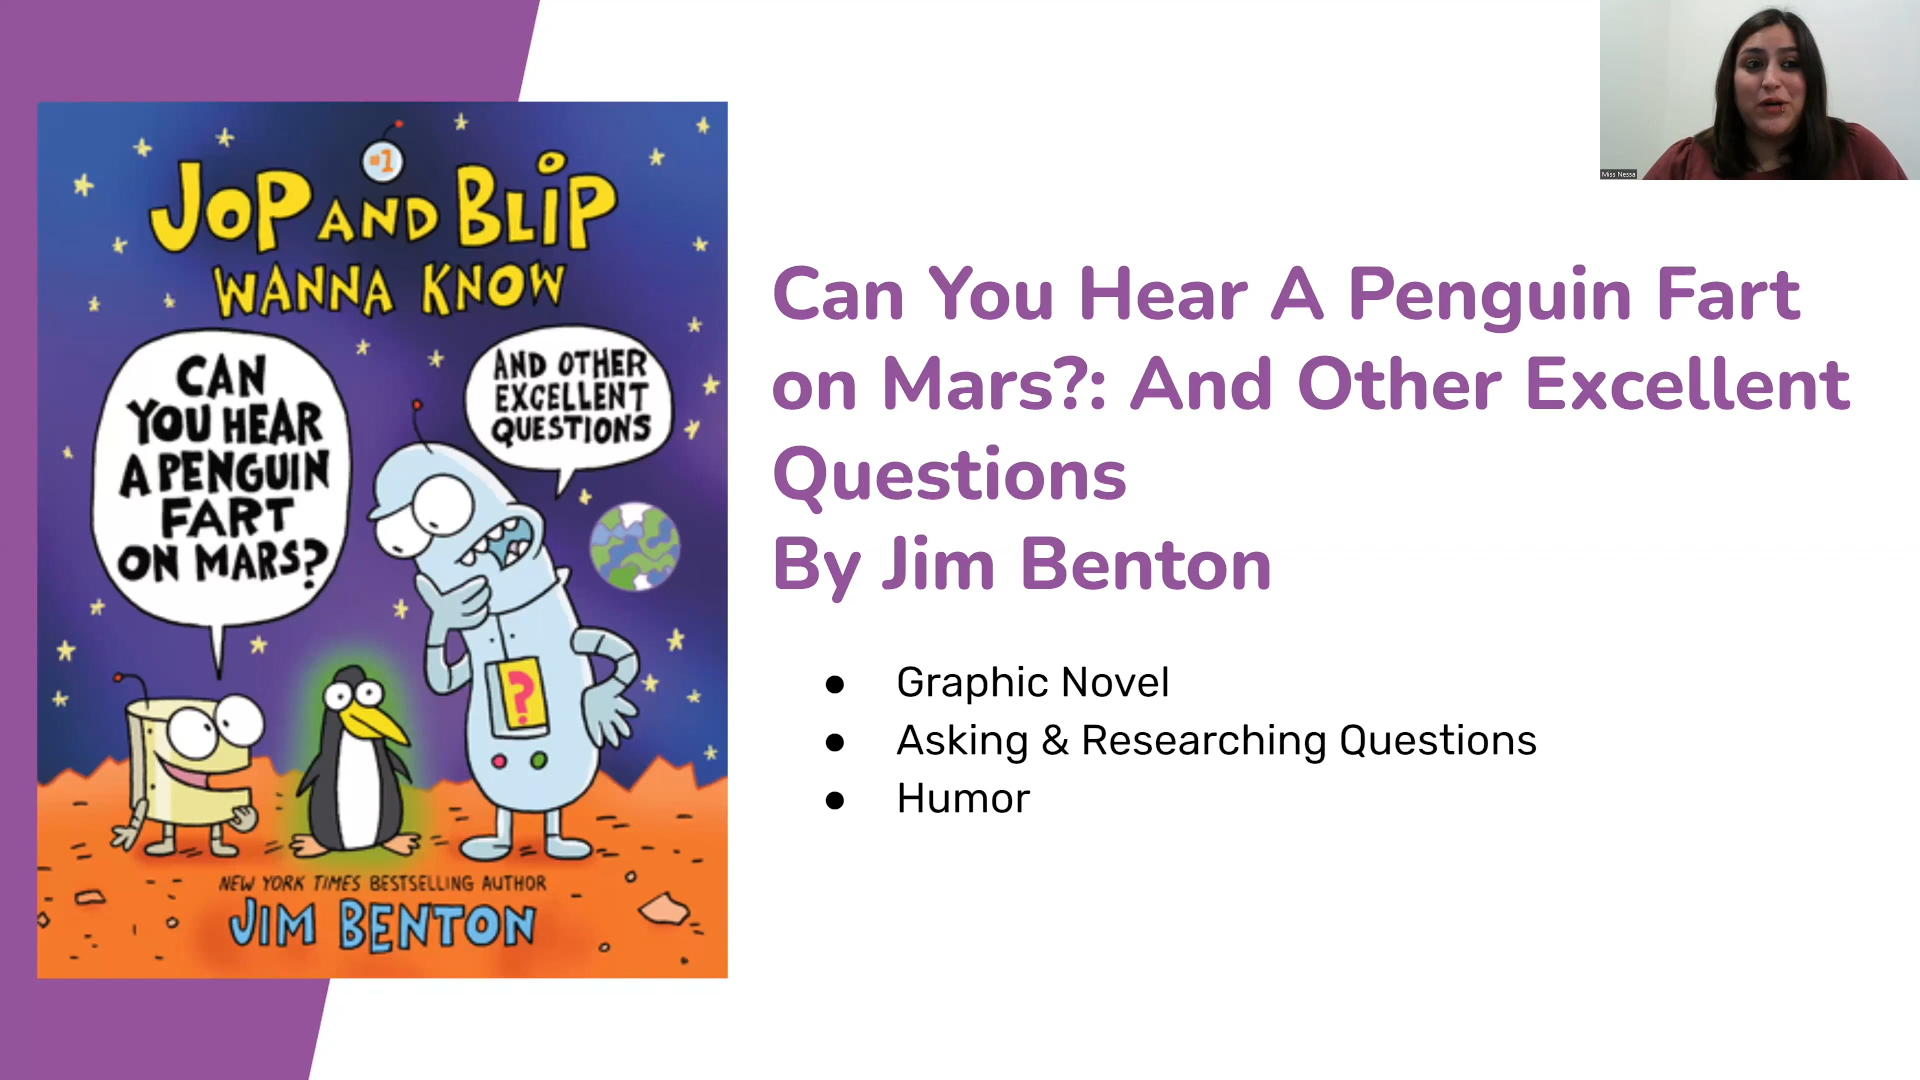 #1
JOP AND BLIP
WANNA KNOW
CAN
YOU HEAR
A PENGUIN
FART
ON MARS?
AND OTHER
EXCELLENT
QUESTIONS
?
NEW YORK TIMES BESTSELLING AUTHOR
JIM BENTON
Can You Hear A Penguin Fart
on Mars?: And Other Excellent
Questions
By Jim Benton
● Graphic Novel
● Asking & Researching Questions
● Humor
Miss Nessa